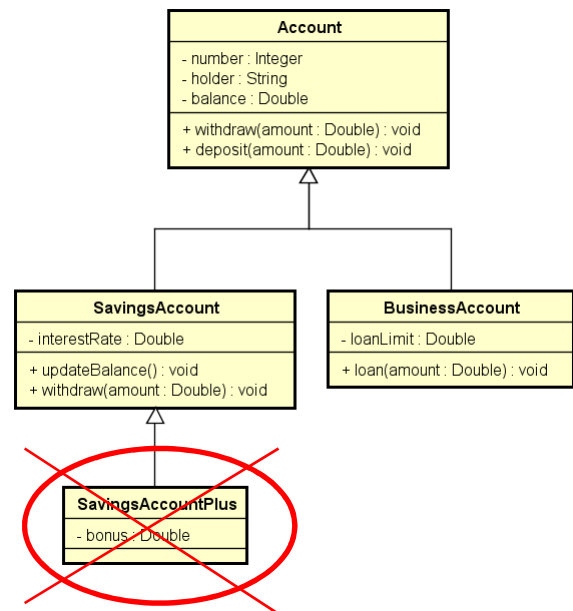 Account
- number : Integer
- holder : String
- balance : Double
+ withdraw(amount : Double) : void
+ deposit(amount : Double) : void
SavingsAccount
- interestRate : Double
+ updateBalance() : void
+ withdraw(amount : Double) : void
BusinessAccount
- loanLimit : Double
+ loan(amount : Double) : void
SavingsAccountPlus
- bonus : Double